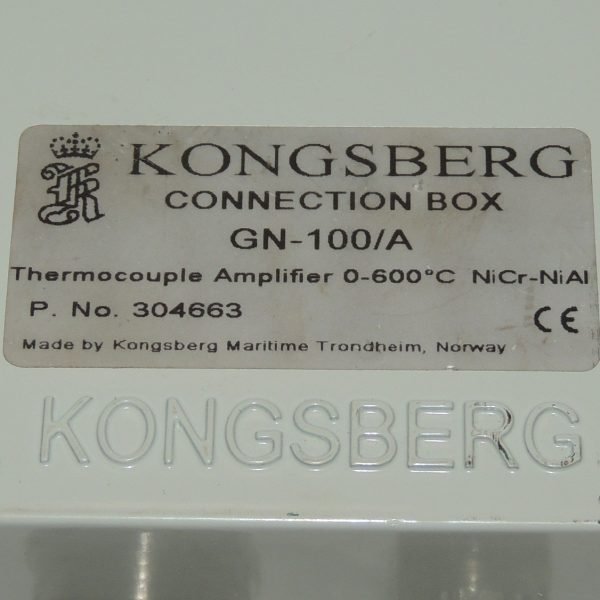 KONGSBERG
CONNECTION BOX
GN-100/A
Thermocouple Amplifier 0-600°C NiCr-NiAl
P. No. 304663
CE
Made by Kongsberg Maritime Trondheim, Norway
KONGSBERG